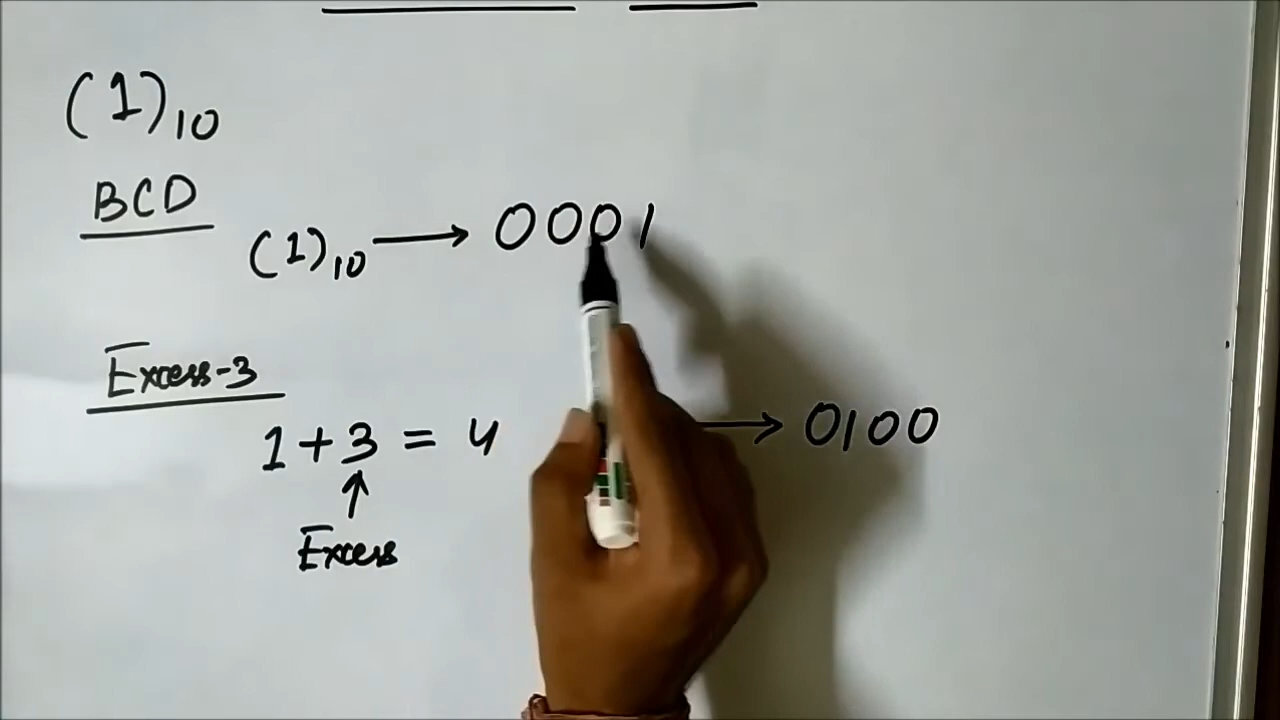 (1)10
BCD
(1)10 → 0001
Excess-3
1+3 = 4 → 0100
↑
Excess